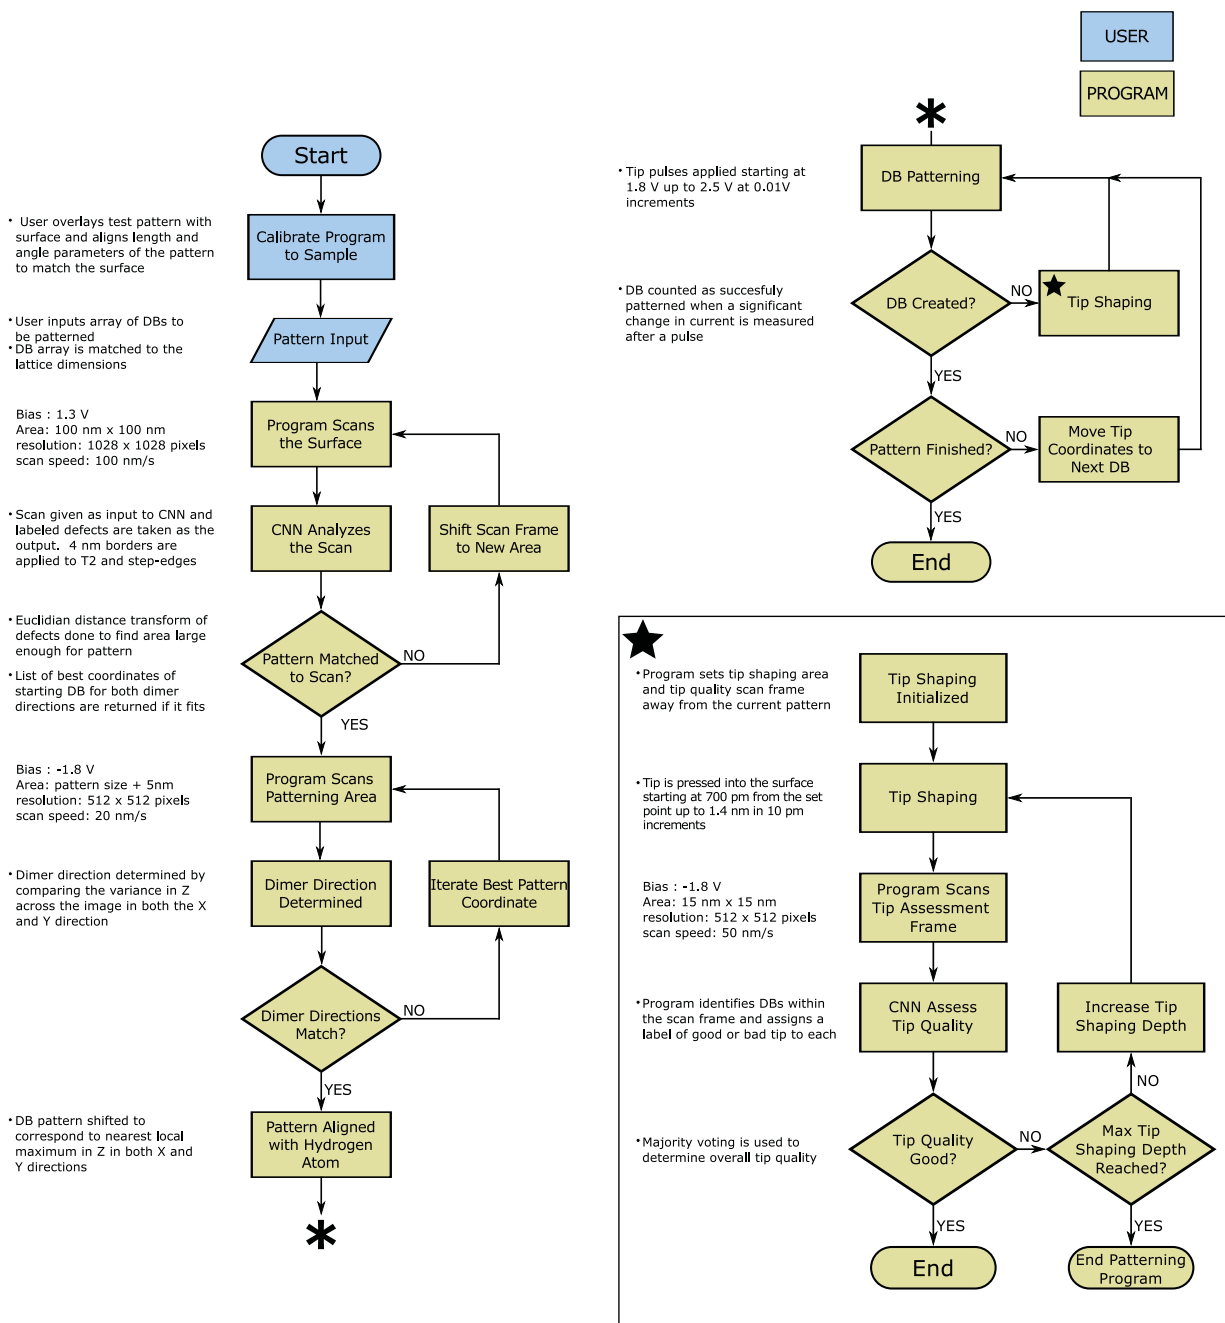 USER
PROGRAM
Start
• User overlays test pattern with
surface and aligns length and
angle parameters of the pattern
to match the surface
Calibrate Program
to Sample
• User inputs array of DBs to
be patterned
• DB array is matched to the
lattice dimensions
Pattern Input
Bias : 1.3 V
Area: 100 nm x 100 nm
resolution: 1028 x 1028 pixels
scan speed: 100 nm/s
Program Scans
the Surface
• Scan given as input to CNN and
labeled defects are taken as the
output. 4 nm borders are
applied to T2 and step-edges
CNN Analyzes
the Scan
Shift Scan Frame
to New Area
• Euclidian distance transform of
defects done to find area large
enough for pattern
• List of best coordinates of
starting DB for both dimer
directions are returned if it fits
Pattern Matched
to Scan?
NO
YES
Bias : -1.8 V
Area: pattern size + 5nm
resolution: 512 x 512 pixels
scan speed: 20 nm/s
Program Scans
Patterning Area
• Dimer direction determined by
comparing the variance in Z
across the image in both the X
and Y direction
Dimer Direction
Determined
Iterate Best Pattern
Coordinate
Dimer Directions
Match?
NO
YES
• DB pattern shifted to
correspond to nearest local
maximum in Z in both X and
Y directions
Pattern Aligned
with Hydrogen
Atom
*
*
• Tip pulses applied starting at
1.8 V up to 2.5 V at 0.01V
increments
DB Patterning
• DB counted as succesfuly
patterned when a significant
change in current is measured
after a pulse
DB Created?
NO
Tip Shaping
YES
Pattern Finished?
NO
Move Tip
Coordinates to
Next DB
YES
End
• Program sets tip shaping area
and tip quality scan frame
away from the current pattern
Tip Shaping
Initialized
• Tip is pressed into the surface
starting at 700 pm from the set
point up to 1.4 nm in 10 pm
increments
Tip Shaping
Bias : -1.8 V
Area: 15 nm x 15 nm
resolution: 512 x 512 pixels
scan speed: 50 nm/s
Program Scans
Tip Assessment
Frame
• Program identifies DBs within
the scan frame and assigns a
label of good or bad tip to each
CNN Assess
Tip Quality
Increase Tip
Shaping Depth
NO
• Majority voting is used to
determine overall tip quality
Tip Quality
Good?
NO
Max Tip
Shaping Depth
Reached?
YES
YES
End
End Patterning
Program